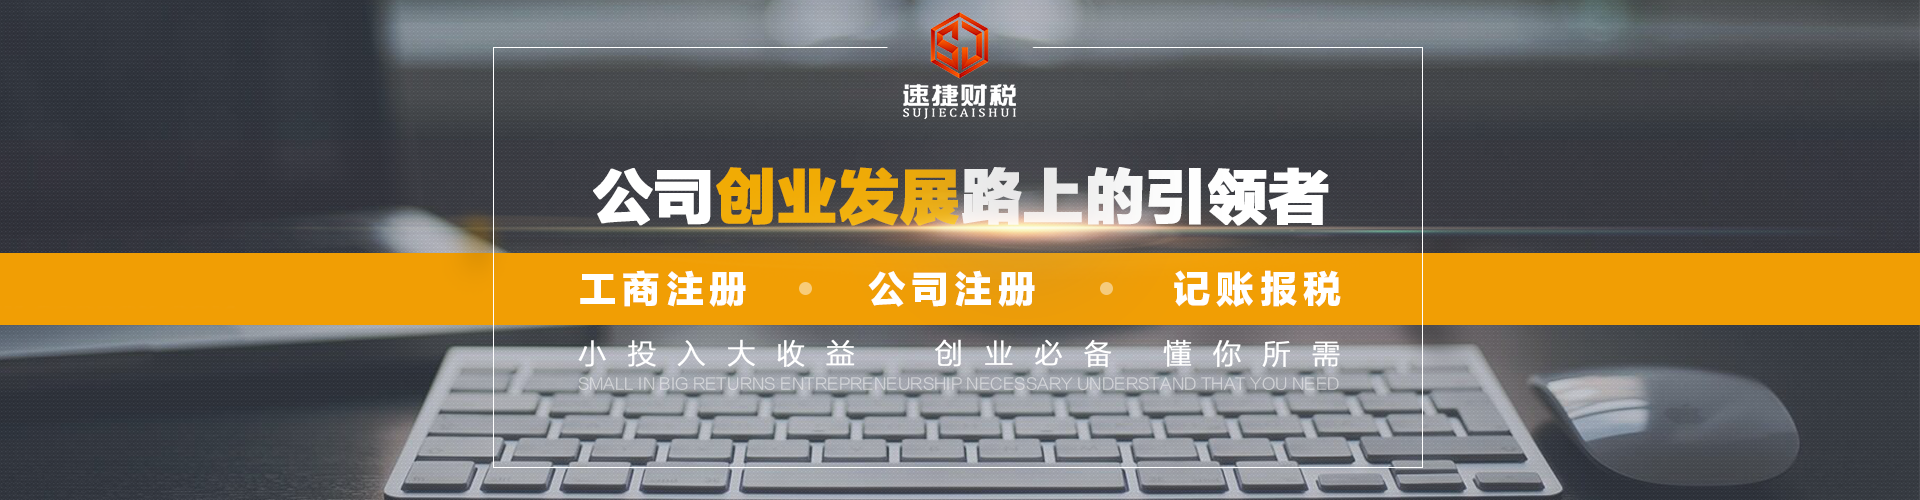 速捷财税
SUJIECAISHUI
公司创业发展路上的引领者
工商注册 • 公司注册 • 记账报税
小投入大收益 创业必备 懂你所需
SMALL IN BIG RETURNS ENTREPRENEURSHIP NECESSARY UNDERSTAND THAT YOU NEED